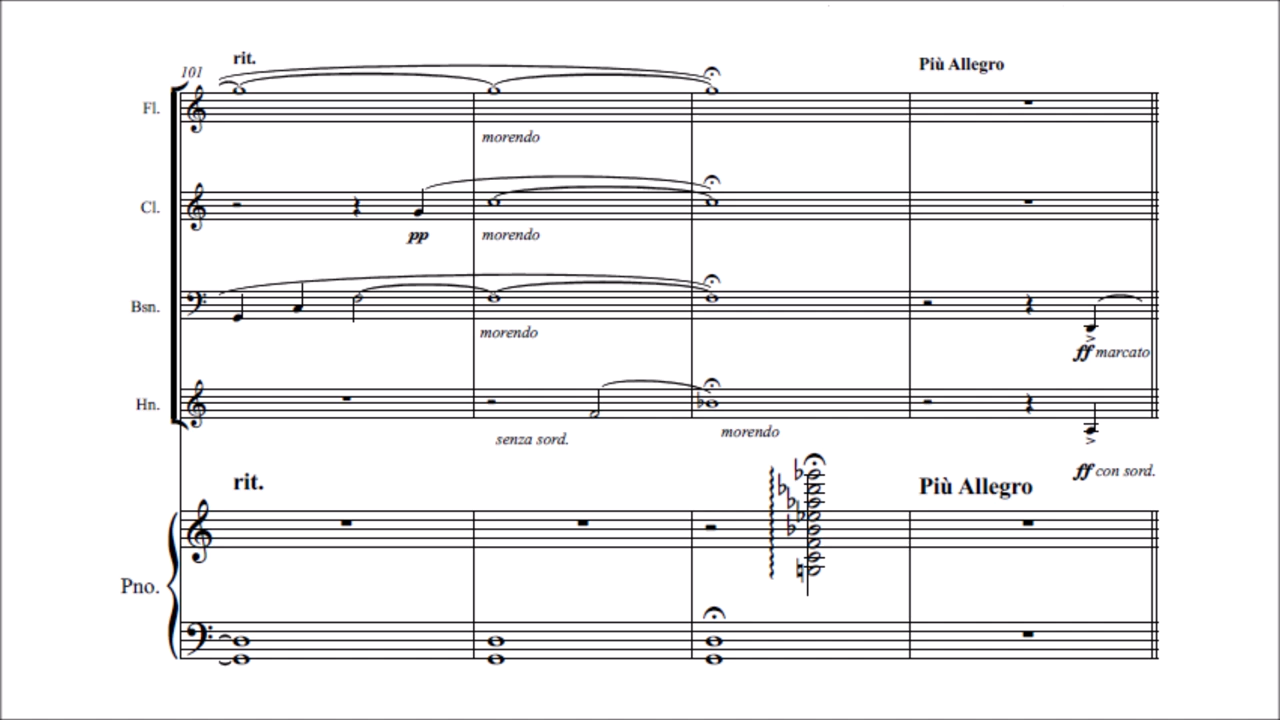 rit.
101
Più Allegro
Fl.
morendo
Cl.
pp
morendo
Bsn.
morendo
ff marcato
Hn.
senza sord.
morendo
ff con sord.
rit.
Più Allegro
Pno.